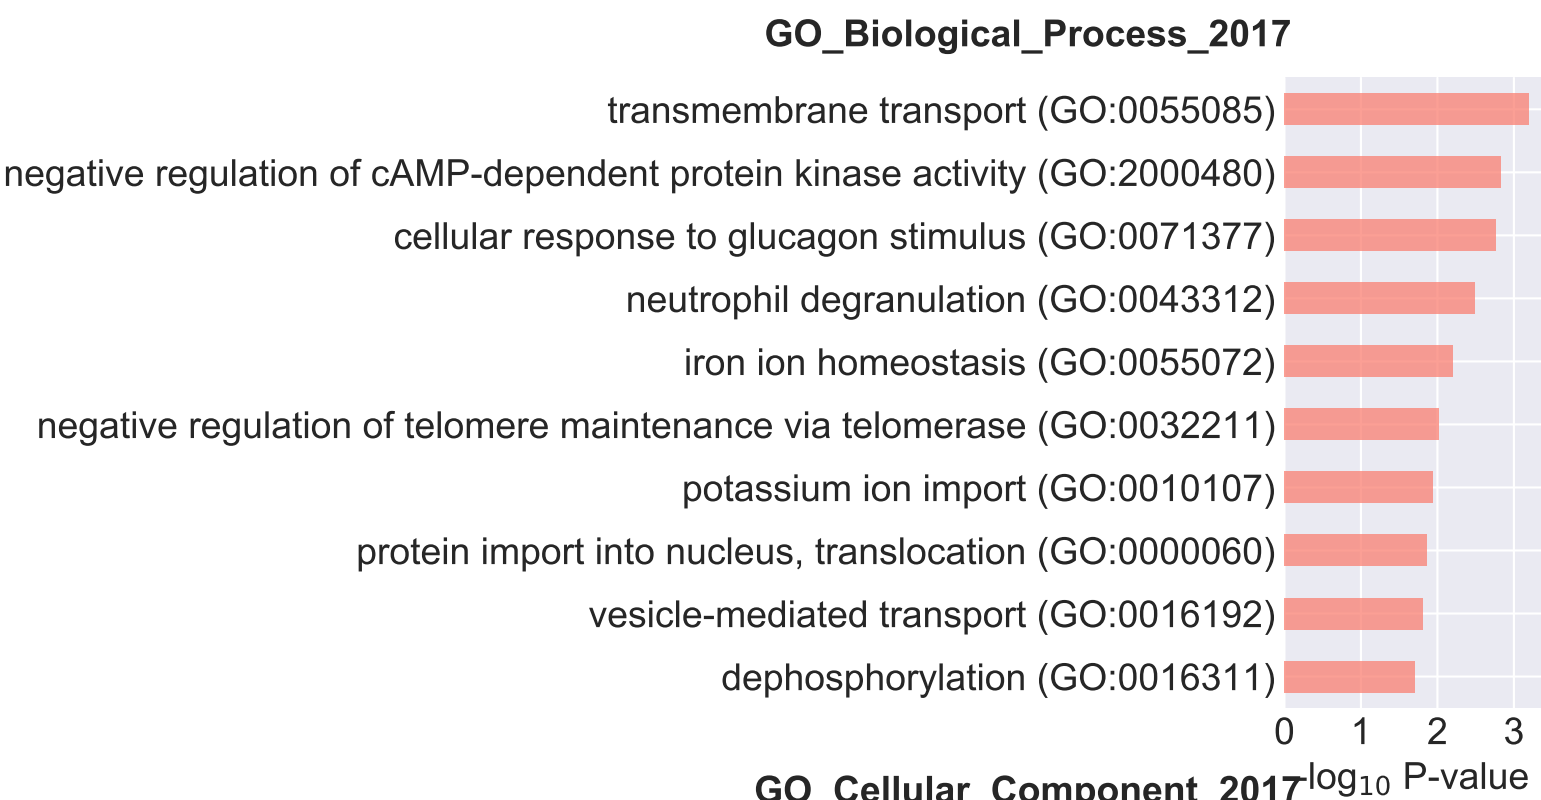 GO_Biological_Process_2017
transmembrane transport (GO:0055085)
negative regulation of cAMP-dependent protein kinase activity (GO:2000480)
cellular response to glucagon stimulus (GO:0071377)
neutrophil degranulation (GO:0043312)
iron ion homeostasis (GO:0055072)
negative regulation of telomere maintenance via telomerase (GO:0032211)
potassium ion import (GO:0010107)
protein import into nucleus, translocation (GO:0000060)
vesicle-mediated transport (GO:0016192)
dephosphorylation (GO:0016311)
0 1 2 3
-log₁₀ P-value
GO_Cellular_Component_2017